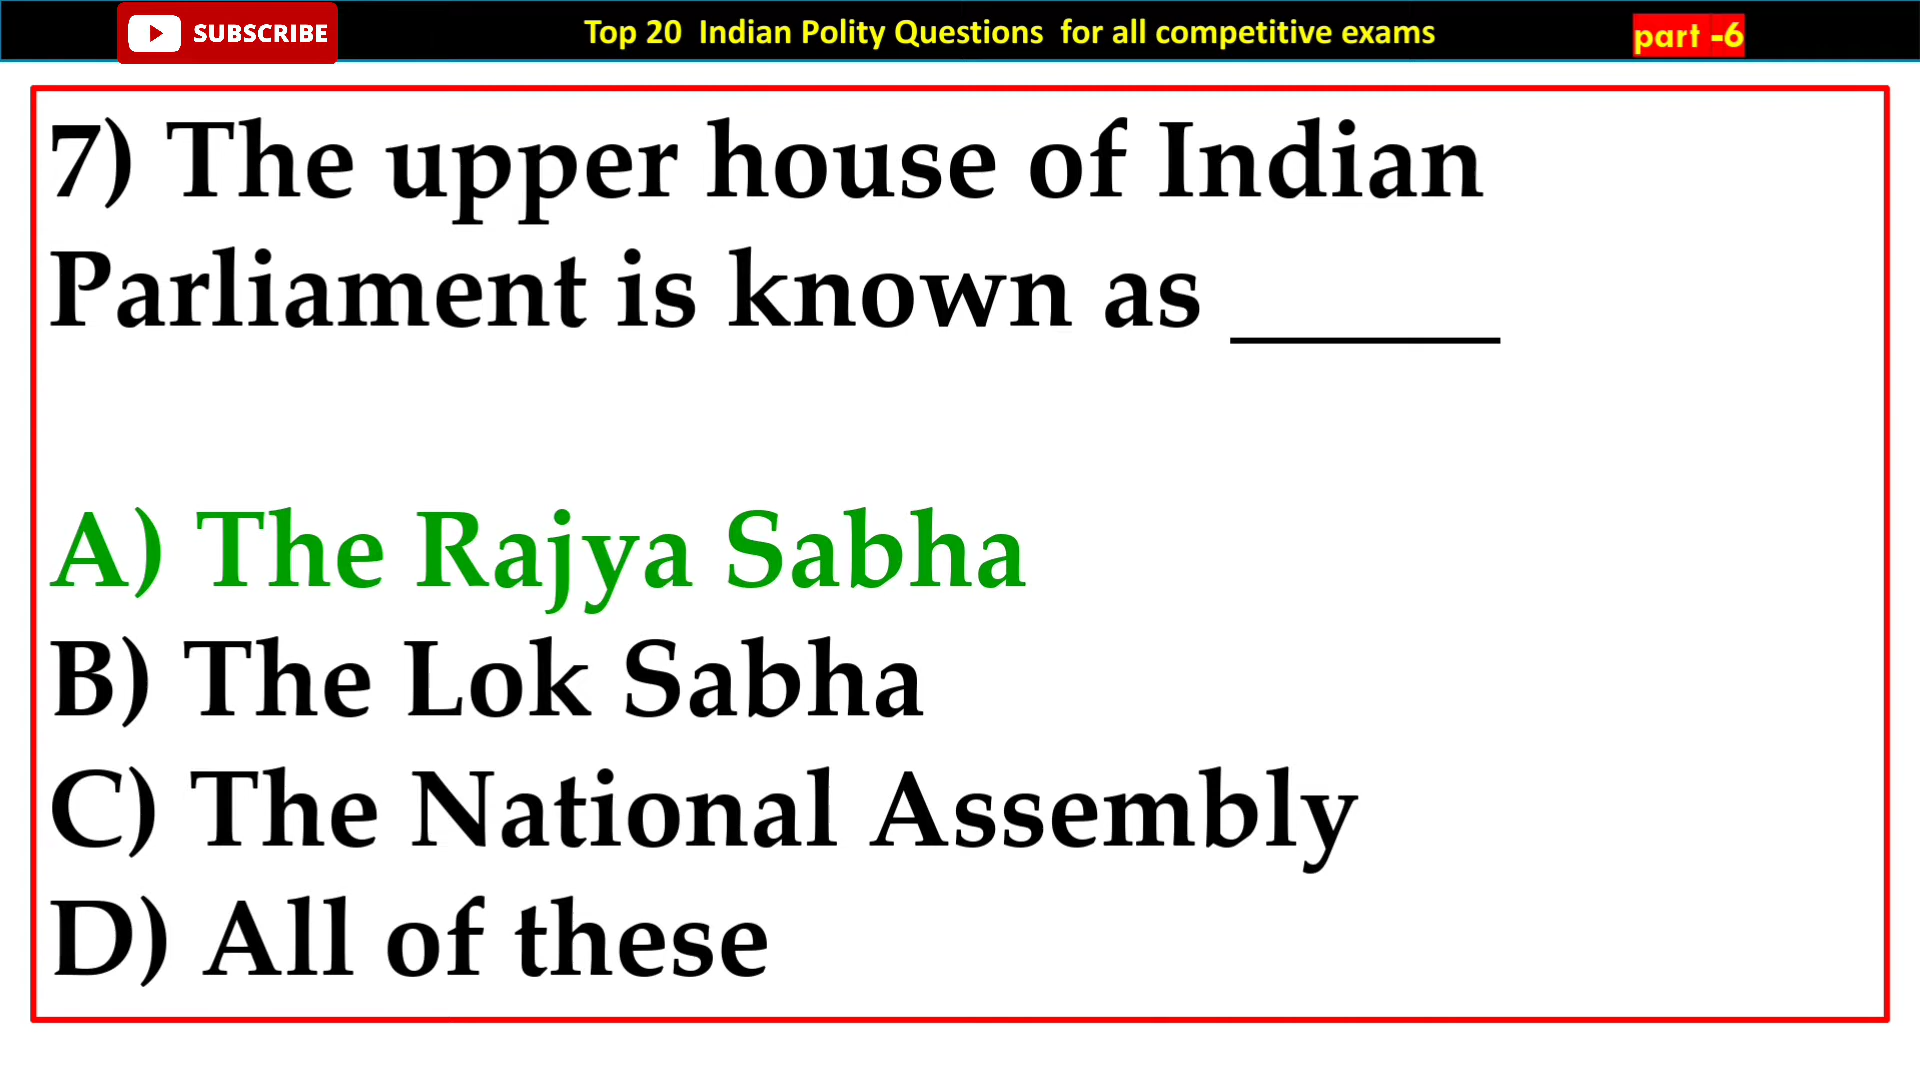 SUBSCRIBE
Top 20 Indian Polity Questions for all competitive exams
part -6
7) The upper house of Indian
Parliament is known as _____
A) The Rajya Sabha
B) The Lok Sabha
C) The National Assembly
D) All of these